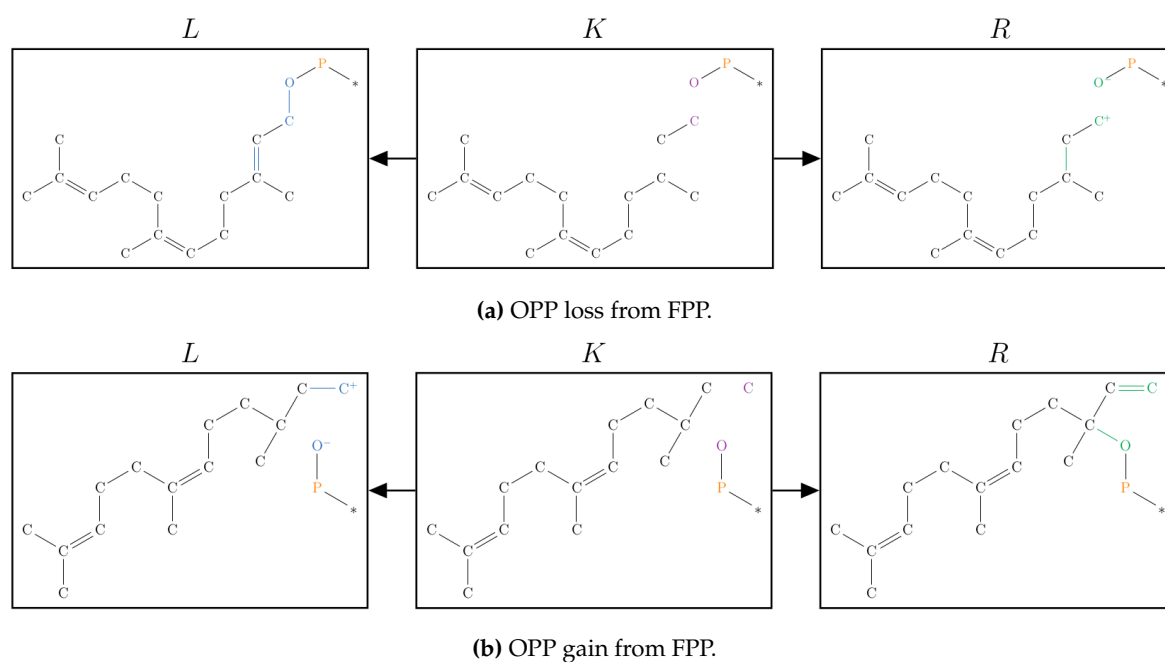 L K R
P P P
O * O * O⁻ *
C C C⁺
C C C
C C C
C C C C C C
C C C C C C C C C
C C C C C C C C C
C C C C C C
C C C C C C
C C C
(a) OPP loss from FPP.
L K R
C C⁺ C C C C
C C C
C C C C C C
O⁻ O O
C C C
C C C C C C
P P P
C C C C C C
* * *
C C C C C C C C C
C C C
C C C
(b) OPP gain from FPP.